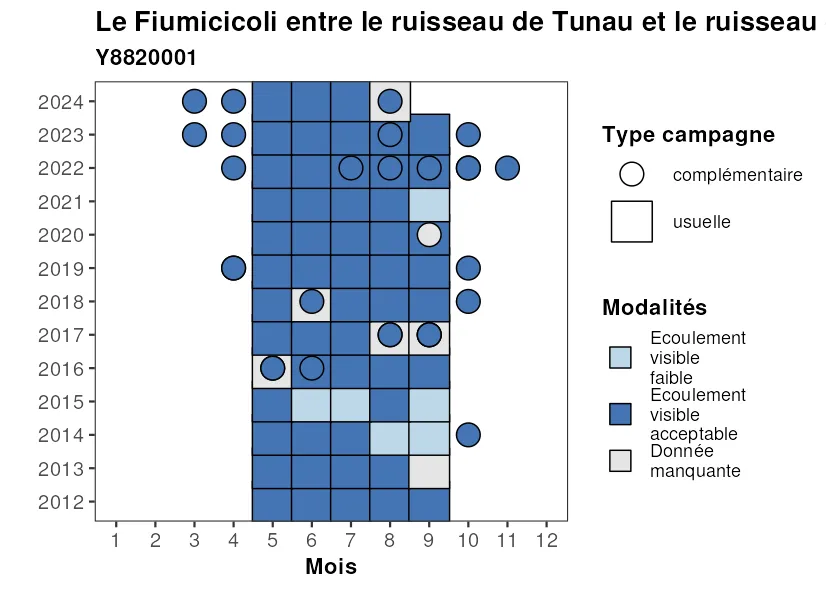 Le Fiumicicoli entre le ruisseau de Tunau et le ruisseau
Y8820001
2024
2023
2022
2021
2020
2019
2018
2017
2016
2015
2014
2013
2012
1 2 3 4 5 6 7 8 9 10 11 12
Mois
Type campagne
complémentaire
usuelle
Modalités
Ecoulement
visible
faible
Ecoulement
visible
acceptable
Donnée
manquante